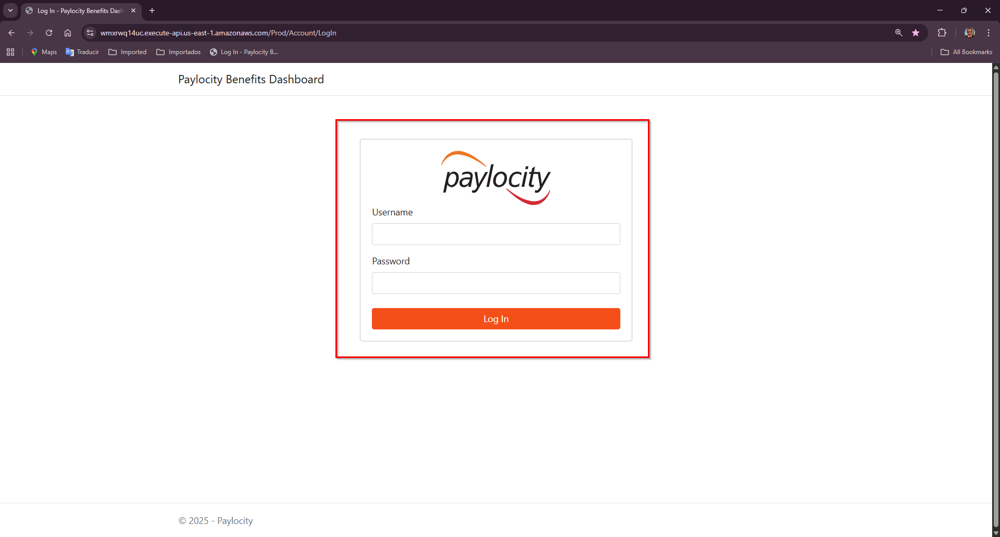 Log In - Paylocity Benefits Dash
wmxrwq14uc.execute-api.us-east-1.amazonaws.com/Prod/Account/LogIn
Maps
Traducir
Imported
Importados
Log In - Paylocity B...
All Bookmarks
Paylocity Benefits Dashboard
paylocity
Username
Password
Log In
© 2025 - Paylocity